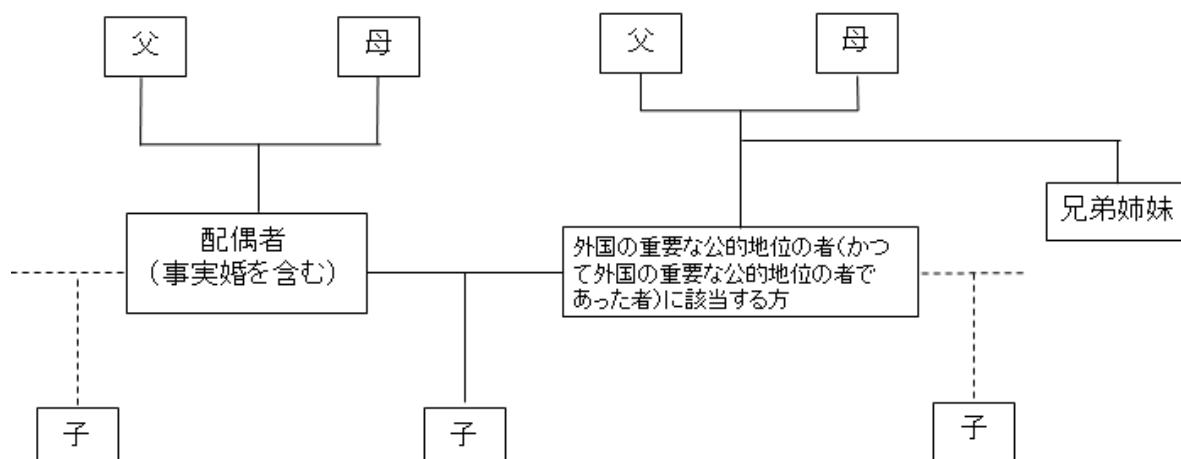 父
母
父
母
兄弟姉妹
配偶者
（事実婚を含む）
外国の重要な公的地位の者（かつ
て外国の重要な公的地位の者で
あった者）に該当する方
子
子
子